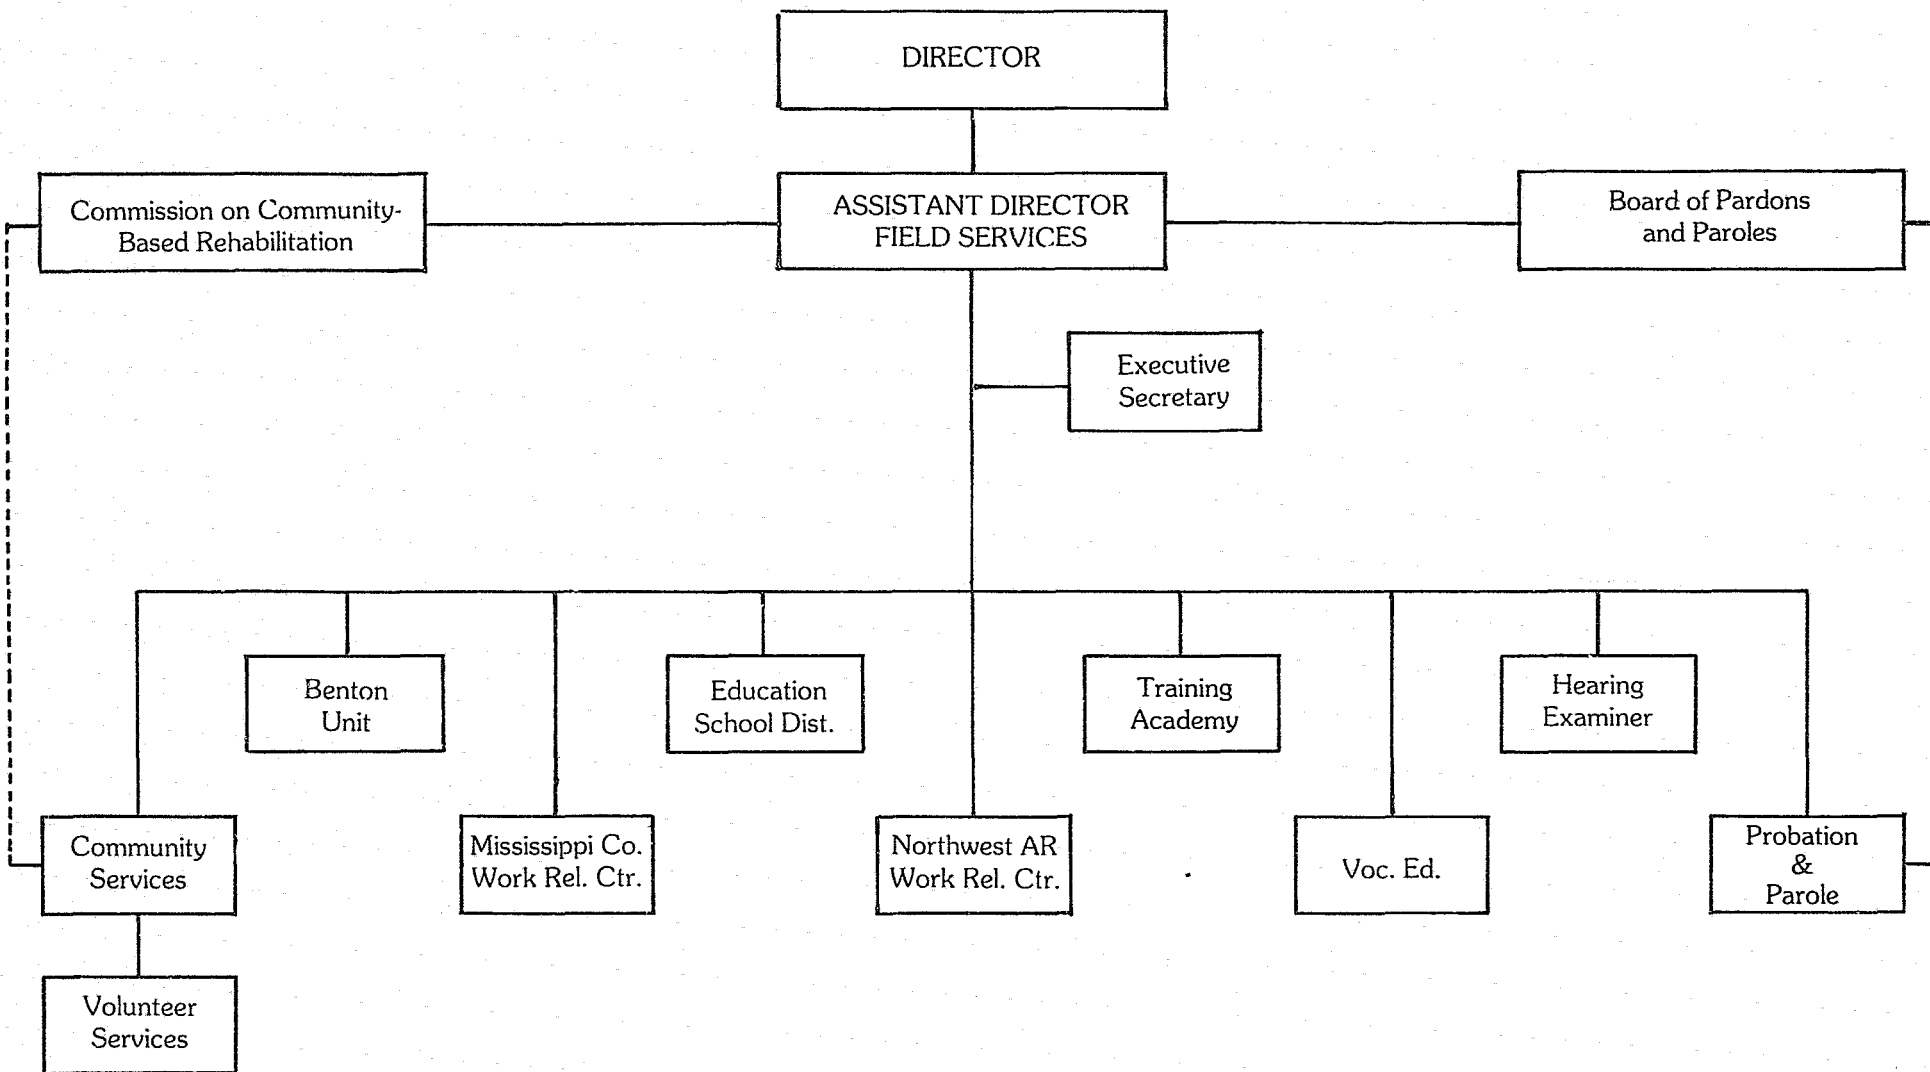 DIRECTOR
Commission on Community-
Based Rehabilitation
ASSISTANT DIRECTOR
FIELD SERVICES
Board of Pardons
and Paroles
Executive
Secretary
Benton
Unit
Education
School Dist.
Training
Academy
Hearing
Examiner
Community
Services
Mississippi Co.
Work Rel. Ctr.
Northwest AR
Work Rel. Ctr.
Voc. Ed.
Probation
&
Parole
Volunteer
Services